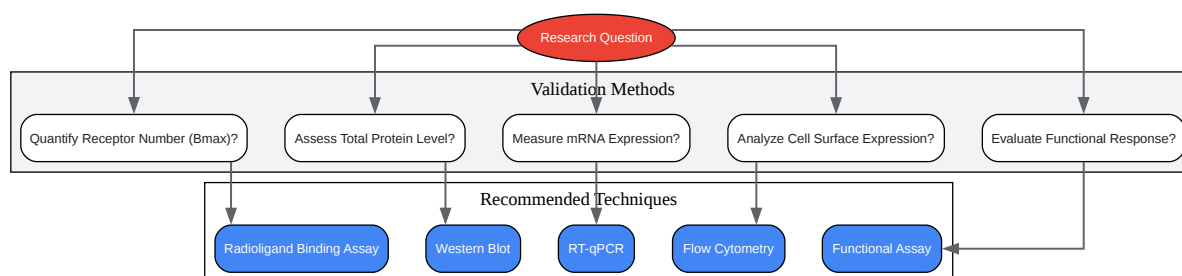 Research Question
Validation Methods
Quantify Receptor Number (Bmax)?
Assess Total Protein Level?
Measure mRNA Expression?
Analyze Cell Surface Expression?
Evaluate Functional Response?
Recommended Techniques
Radioligand Binding Assay
Western Blot
RT-qPCR
Flow Cytometry
Functional Assay